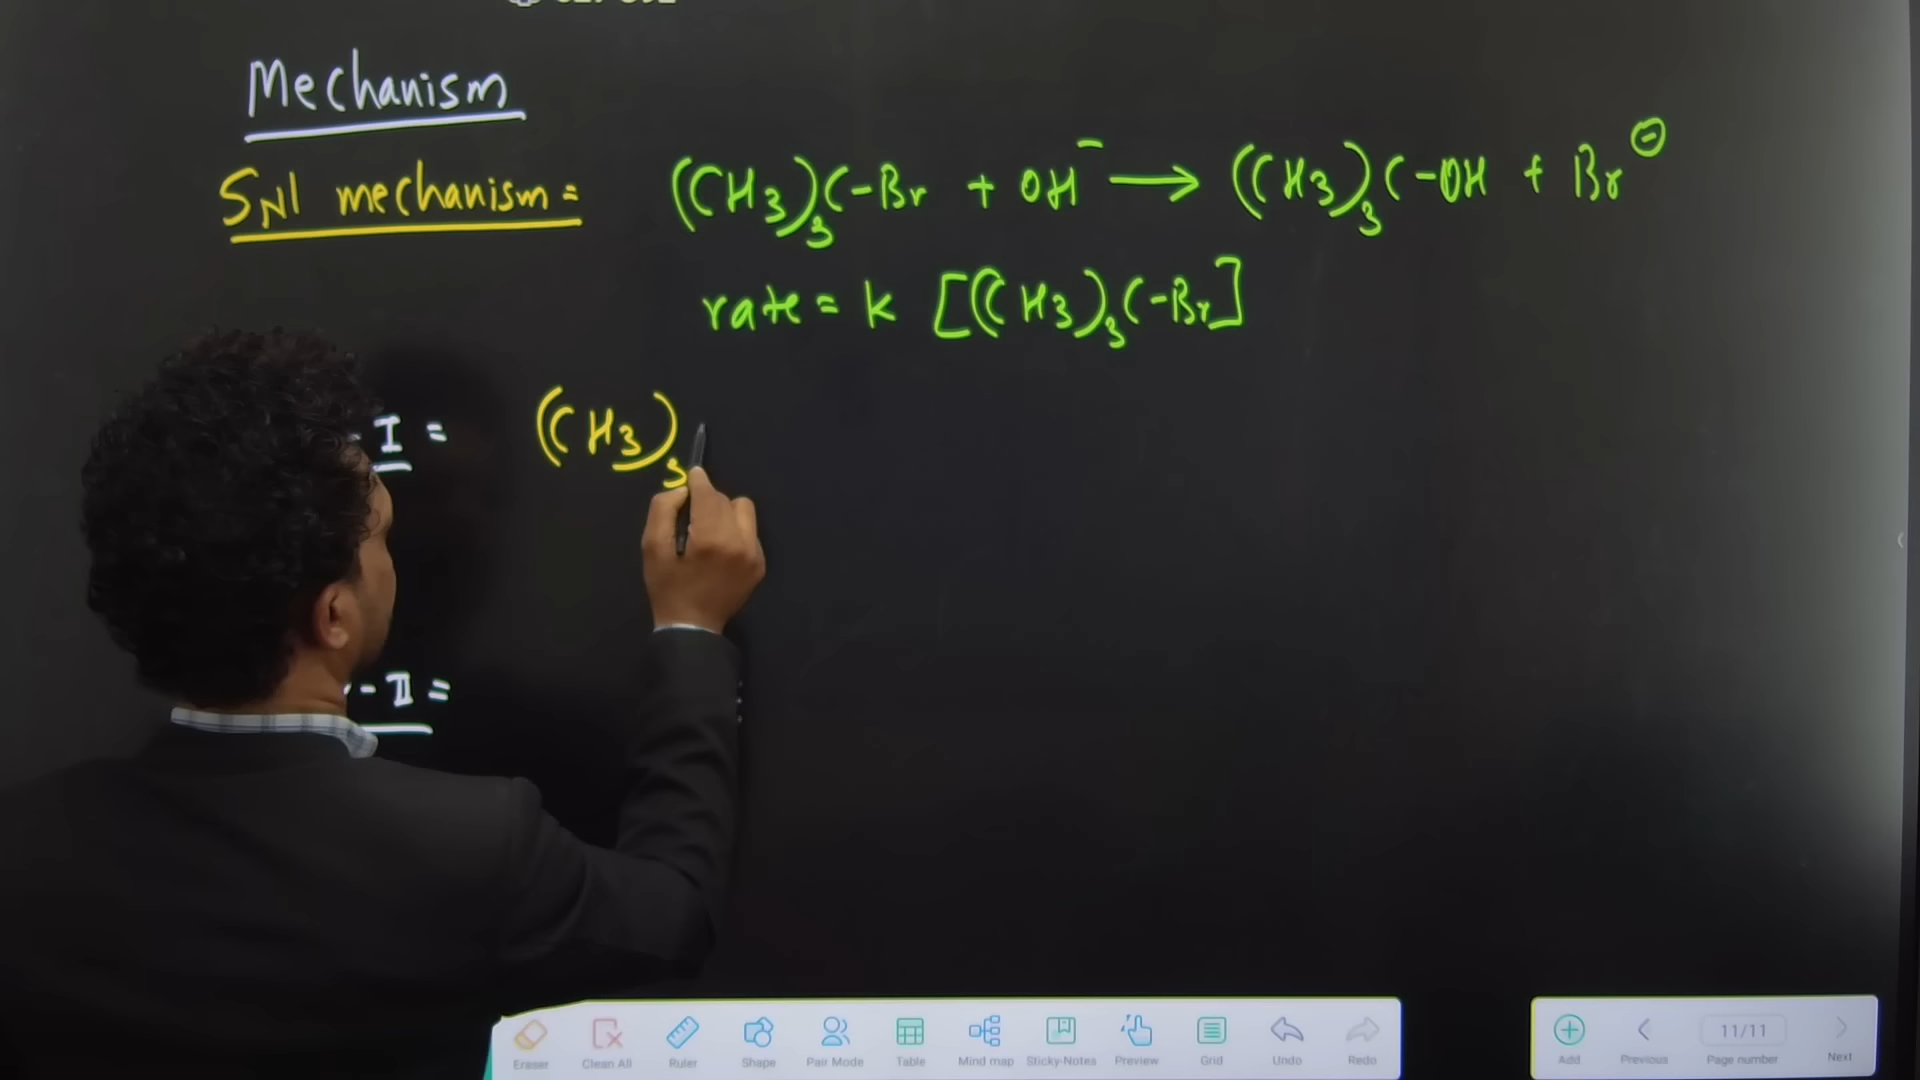 Mechanism
SN1 mechanism = (CH3)3C-Br + OH⁻ → (CH3)3C-OH + Br⊖
rate = k [(CH3)3C-Br]
- I = (CH3)3
- II =
Eraser Clean All Ruler Shape Pair Mode Table Mind map Sticky-Notes Preview Grid Undo Redo Add Previous 11/11 Page number Next